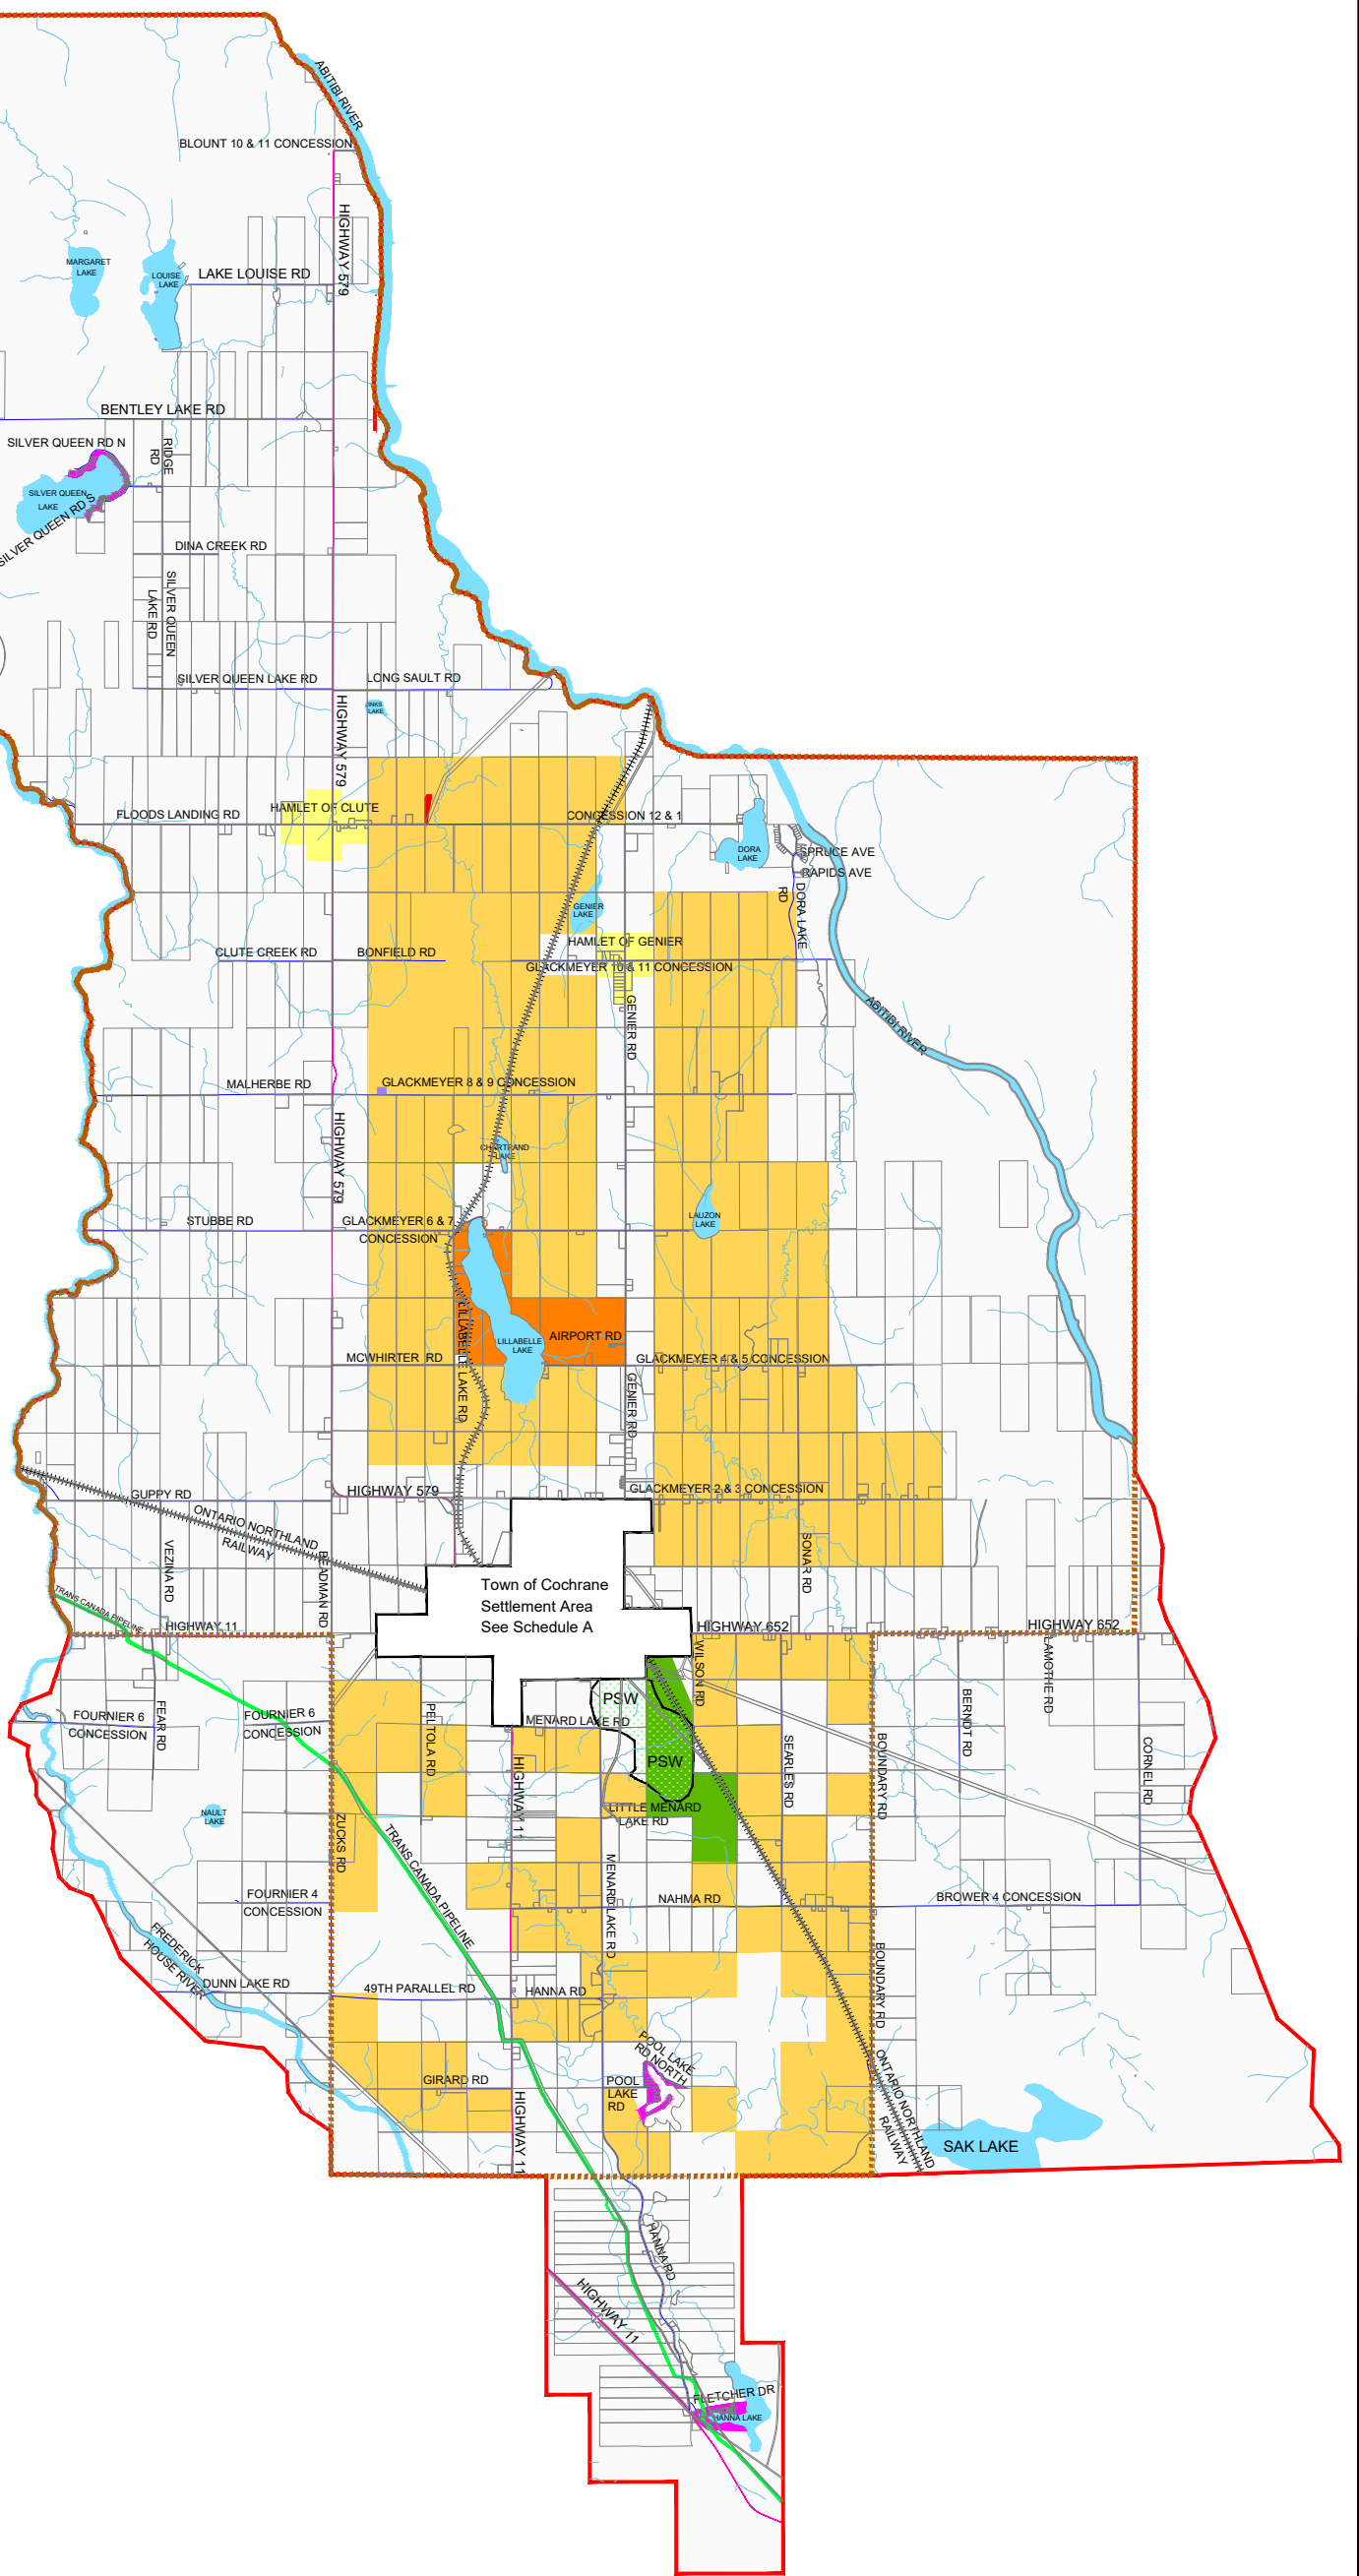 ABITIBI RIVER
BLOUNT 10 & 11 CONCESSION
HIGHWAY 579
MARGARET
LAKE
LOUISE
LAKE
LAKE LOUISE RD
BENTLEY LAKE RD
SILVER QUEEN RD N
RIDGE
RD
SILVER QUEEN
LAKE
SILVER QUEEN RD S
DINA CREEK RD
SILVER QUEEN
LAKE RD
SILVER QUEEN LAKE RD
LONG SAULT RD
HIGHWAY 579
JINKS
LAKE
HAMLET OF CLUTE
FLOODS LANDING RD
CONCESSION 12 & 1
DORA
LAKE
SPRUCE AVE
RAPIDS AVE
DORA LAKE
RD
GENIER
LAKE
HAMLET OF GENIER
CLUTE CREEK RD
BONFIELD RD
GLACKMEYER 10 & 11 CONCESSION
GENIER RD
ABITIBI RIVER
MALHERBE RD
GLACKMEYER 8 & 9 CONCESSION
HIGHWAY 579
CHARTRAND
LAKE
STUBBE RD
GLACKMEYER 6 & 7
CONCESSION
LAUZON
LAKE
LILLABELLE LAKE RD
LILLABELLE
LAKE
AIRPORT RD
MCWHIRTER RD
GLACKMEYER 4 & 5 CONCESSION
GENIER RD
GUPPY RD
HIGHWAY 579
GLACKMEYER 2 & 3 CONCESSION
ONTARIO NORTHLAND
RAILWAY
VEZINA RD
BEADMAN RD
SONAR RD
Town of Cochrane
Settlement Area
See Schedule A
TRANS CANADA PIPELINE
HIGHWAY 11
HIGHWAY 652
HIGHWAY 652
WILSON RD
LAMOTHE RD
FEAR RD
FOURNIER 6
CONCESSION
FOURNIER 6
CONCESSION
PELTOLA RD
PSW
MENARD LAKE RD
PSW
BERNDT RD
BOUNDARY RD
SEARLES RD
CORNEL RD
HIGHWAY 11
NAULT
LAKE
ZUCKS RD
LITTLE MENARD
LAKE RD
TRANS CANADA PIPELINE
MENARD LAKE RD
FOURNIER 4
CONCESSION
NAHMA RD
BROWER 4 CONCESSION
FREDERICK
HOUSE RIVER
BOUNDARY RD
DUNN LAKE RD
49TH PARALLEL RD
HANNA RD
POOL LAKE
RD NORTH
GIRARD RD
POOL
LAKE
RD
HIGHWAY 11
ONTARIO NORTHLAND
RAILWAY
SAK LAKE
HANNA RD
HIGHWAY 11
FLETCHER DR
HANNA LAKE